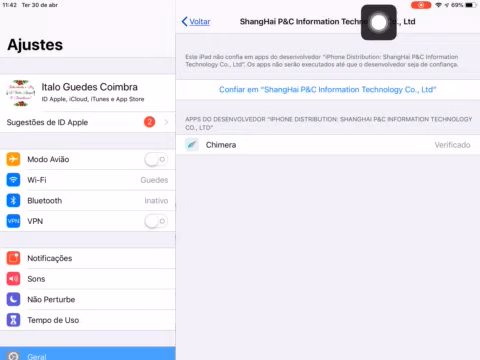 11:42 Ter 30 de abr
69%
Ajustes
Italo Guedes Coimbra
ID Apple, iCloud, iTunes e App Store
Sugestões de ID Apple 2
Modo Avião
Wi-Fi Guedes
Bluetooth Inativo
VPN VPN
Notificações
Sons
Não Perturbe
Tempo de Uso
Geral
Voltar
ShangHai P&C Information Techn Co., Ltd
Este iPad não confia em apps do desenvolvedor "iPhone Distribution: ShangHai P&C Information
Technology Co., Ltd". Os apps não serão executados até que o desenvolvedor seja de confiança.
Confiar em "ShangHai P&C Information Technology Co., Ltd"
APPS DO DESENVOLVEDOR "IPHONE DISTRIBUTION: SHANGHAI P&C INFORMATION TECHNOLOGY
CO., LTD"
Chimera Verificado